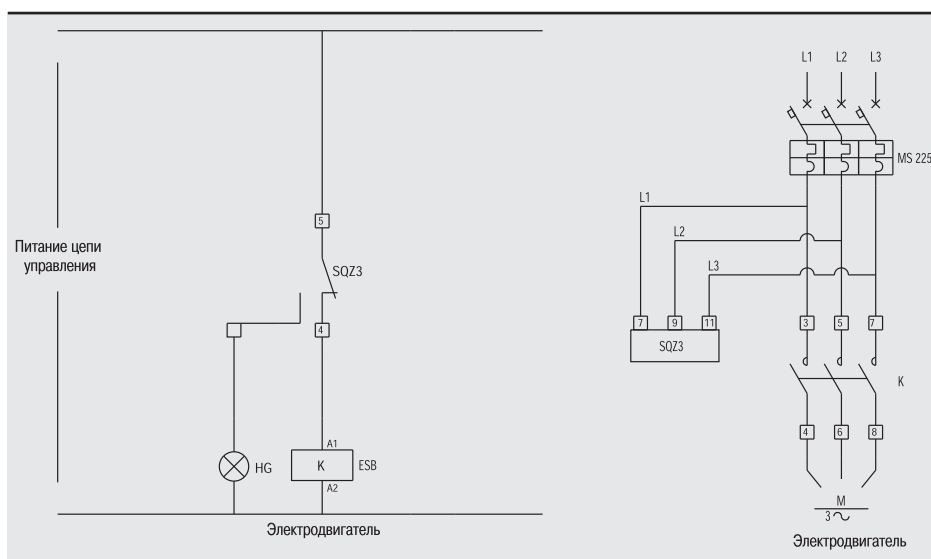 L1 L2 L3
MS 225
L1
5
L2
Питание цепи
управления
SQZ3
L3
4
7 9 11 3 5 7
SQZ3
K
A1
HG K ESB
4 6 8
A2
M
3
Электродвигатель
Электродвигатель